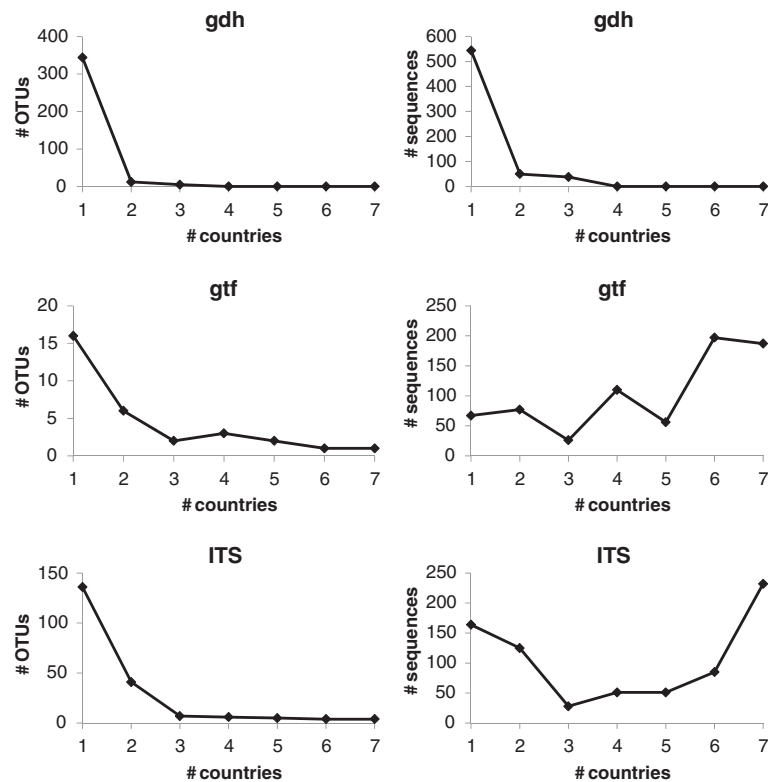 gdh
# OTUs
400
300
200
100
0
1 2 3 4 5 6 7
# countries
gdh
# sequences
600
500
400
300
200
100
0
1 2 3 4 5 6 7
# countries
gtf
# OTUs
20
15
10
5
0
1 2 3 4 5 6 7
# countries
gtf
# sequences
250
200
150
100
50
0
1 2 3 4 5 6 7
# countries
ITS
# OTUs
150
100
50
0
1 2 3 4 5 6 7
# countries
ITS
# sequences
250
200
150
100
50
0
1 2 3 4 5 6 7
# countries